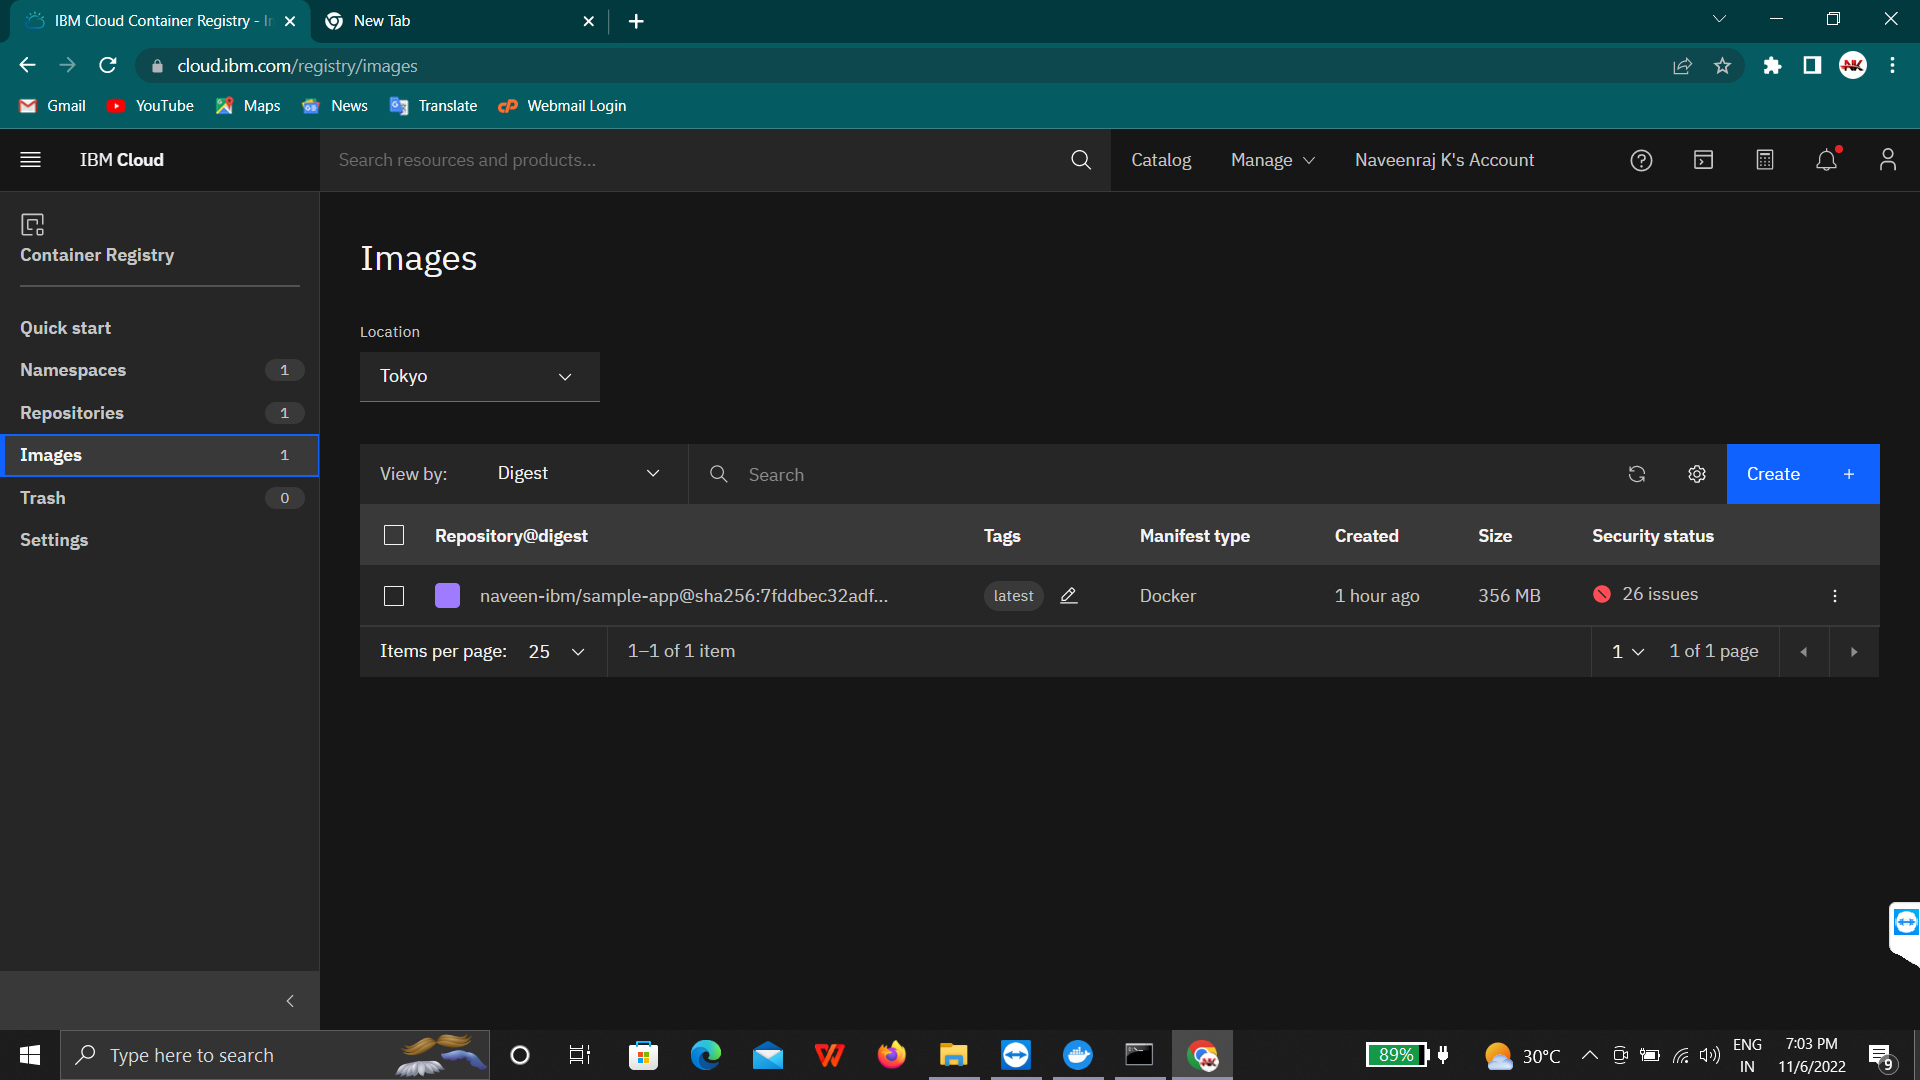 IBM Cloud Container Registry - I
New Tab
cloud.ibm.com/registry/images
Gmail YouTube Maps News Translate Webmail Login
IBM Cloud
Search resources and products...
Catalog Manage Naveenraj K's Account
Container Registry
Quick start
Namespaces 1
Repositories 1
Images 1
Trash 0
Settings
Images
Location
Tokyo
View by: Digest
Search
Create +
Repository@digest Tags Manifest type Created Size Security status
naveen-ibm/sample-app@sha256:7fddbec32adf... latest Docker 1 hour ago 356 MB 26 issues
Items per page: 25 1–1 of 1 item 1 1 of 1 page
Type here to search
89%
30°C
ENG
IN
7:03 PM
11/6/2022
9